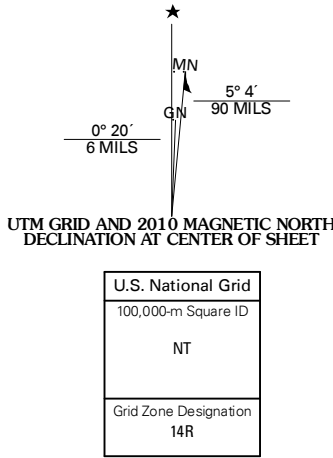 MN
5° 4´
90 MILS
GN
0° 20´
6 MILS
UTM GRID AND 2010 MAGNETIC NORTH
DECLINATION AT CENTER OF SHEET
U.S. National Grid
100,000-m Square ID
NT
Grid Zone Designation
14R